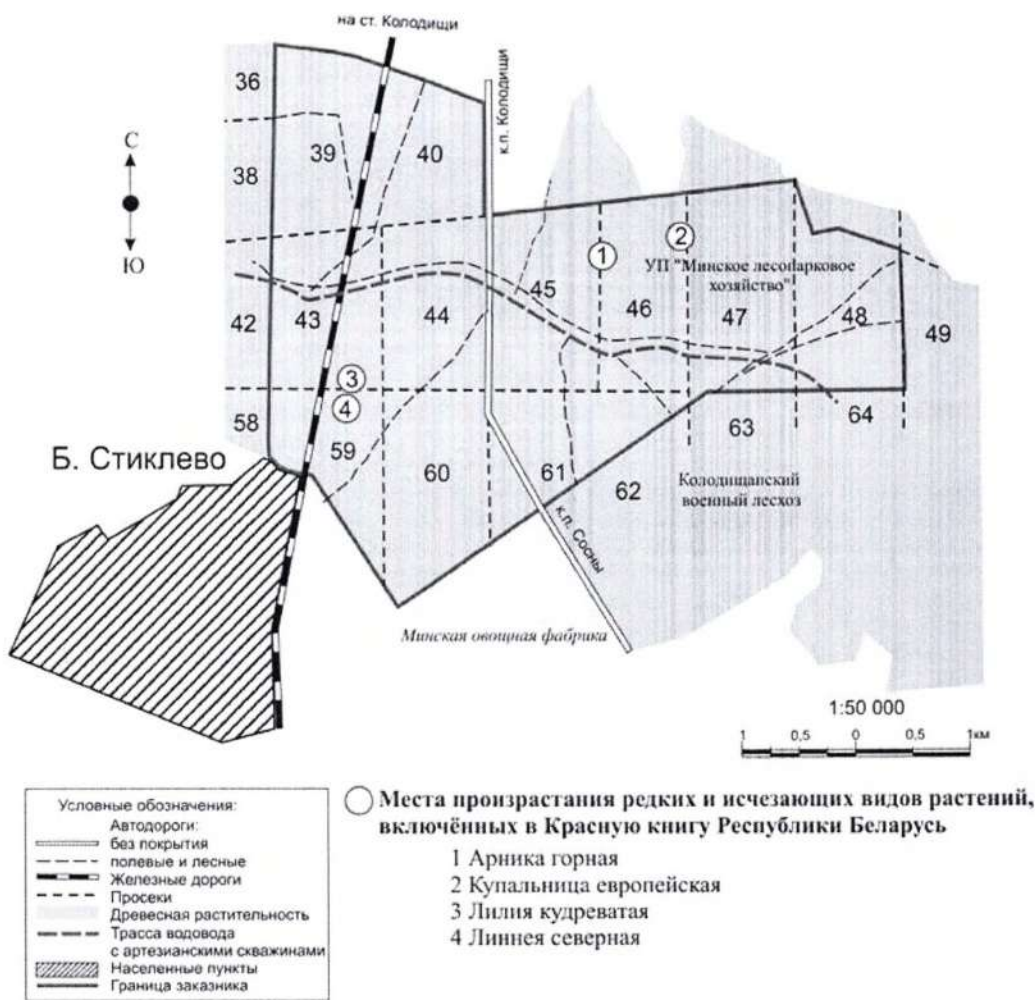 на ст. Колодищи
36
к.п. Колодищи
39
40
С
38
Ю
1
2
45
УП "Минское лесопарковое
хозяйство"
42
43
44
46
47
48
49
3
4
58
59
60
61
62
63
64
Б. Стиклево
Колодищанский
военный лесхоз
к.п. Сосны
Минская овощная фабрика
1:50 000
1 0,5 0 0,5 1км
Условные обозначения:
Автодороги:
без покрытия
полевые и лесные
Железные дороги
Просеки
Древесная растительность
Трасса водовода
с артезианскими скважинами
Населенные пункты
Граница заказника
Места произрастания редких и исчезающих видов растений,
включённых в Красную книгу Республики Беларусь
1 Арника горная
2 Купальница европейская
3 Лилия кудреватая
4 Линнея северная